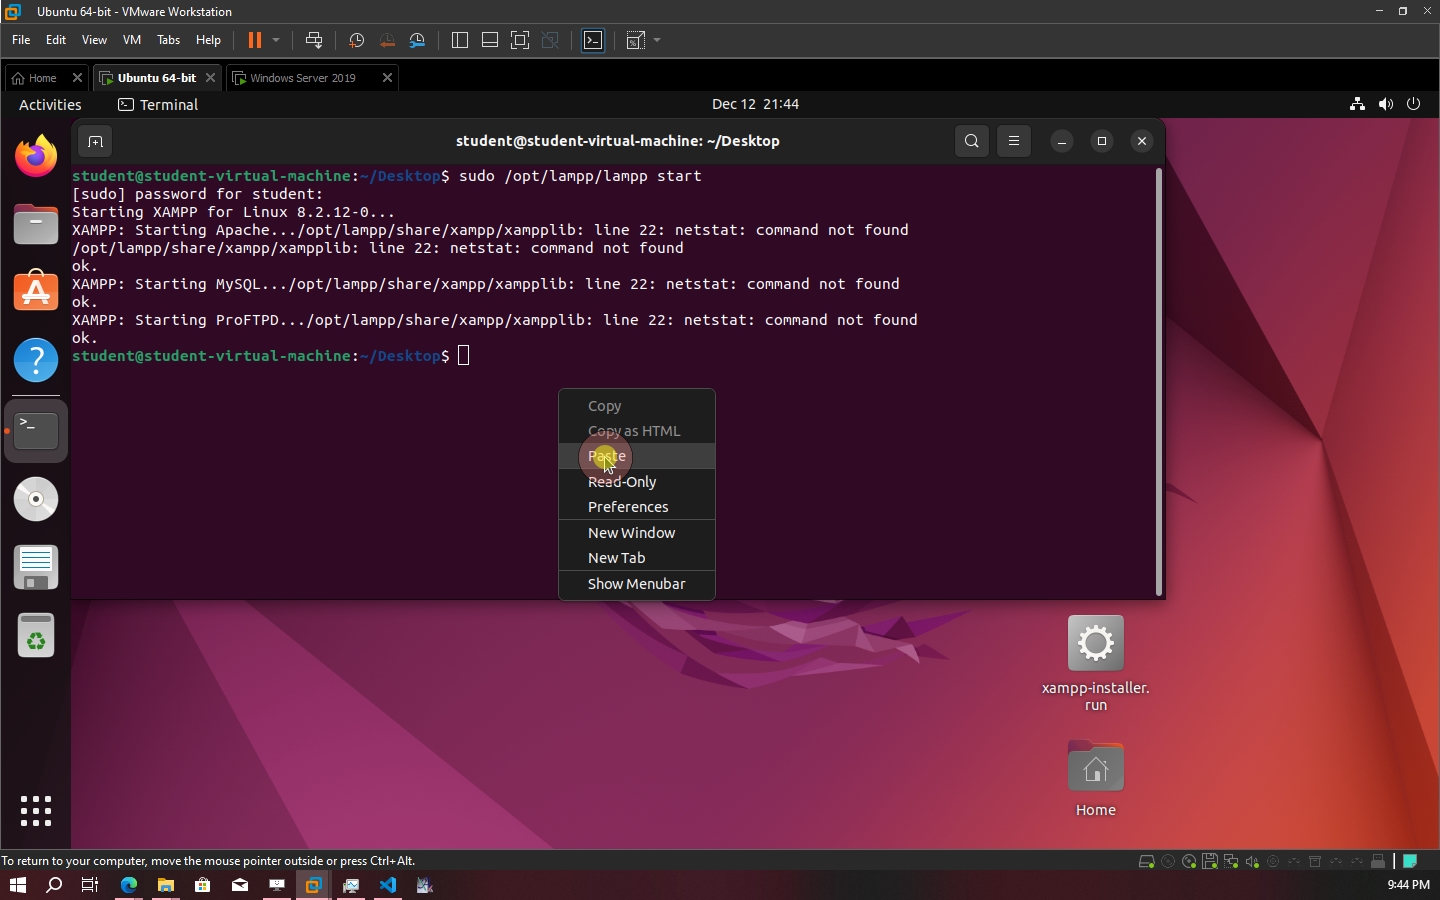 Ubuntu 64-bit - VMware Workstation
File Edit View VM Tabs Help
Home Ubuntu 64-bit Windows Server 2019
Activities Terminal Dec 12 21:44
student@student-virtual-machine: ~/Desktop
student@student-virtual-machine:~/Desktop$ sudo /opt/lampp/lampp start
[sudo] password for student:
Starting XAMPP for Linux 8.2.12-0...
XAMPP: Starting Apache.../opt/lampp/share/xampp/xampplib: line 22: netstat: command not found
/opt/lampp/share/xampp/xampplib: line 22: netstat: command not found
ok.
XAMPP: Starting MySQL.../opt/lampp/share/xampp/xampplib: line 22: netstat: command not found
ok.
XAMPP: Starting ProFTPD.../opt/lampp/share/xampp/xampplib: line 22: netstat: command not found
ok.
student@student-virtual-machine:~/Desktop$
Copy
Copy as HTML
Paste
Read-Only
Preferences
New Window
New Tab
Show Menubar
xampp-installer.
run
Home
To return to your computer, move the mouse pointer outside or press Ctrl+Alt.
9:44 PM